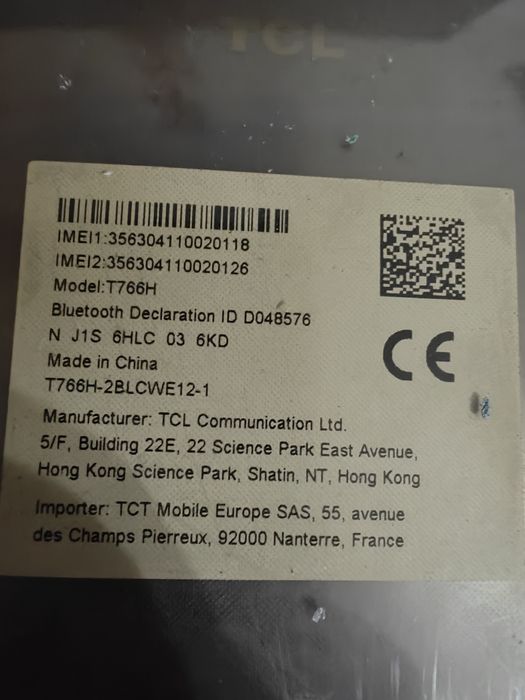 TCL
IMEI1:356304110020118
IMEI2:356304110020126
Model:T766H
Bluetooth Declaration ID D048576
N J1S 6HLC 03 6KD
Made in China
T766H-2BLCWE12-1
CE
Manufacturer: TCL Communication Ltd.
5/F, Building 22E, 22 Science Park East Avenue,
Hong Kong Science Park, Shatin, NT, Hong Kong
Importer: TCT Mobile Europe SAS, 55, avenue
des Champs Pierreux, 92000 Nanterre, France